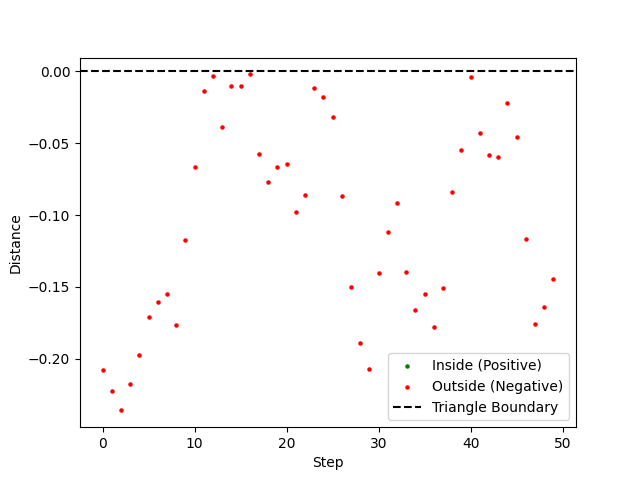 0.00
−0.05
−0.10
−0.15
−0.20
Distance
Inside (Positive)
Outside (Negative)
Triangle Boundary
0 10 20 30 40 50
Step